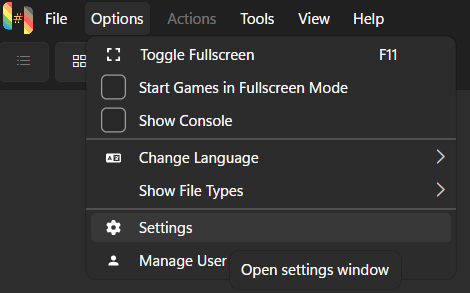 File Options Actions Tools View Help
Toggle Fullscreen F11
Start Games in Fullscreen Mode
Show Console
Change Language
Show File Types
Settings
Manage User
Open settings window